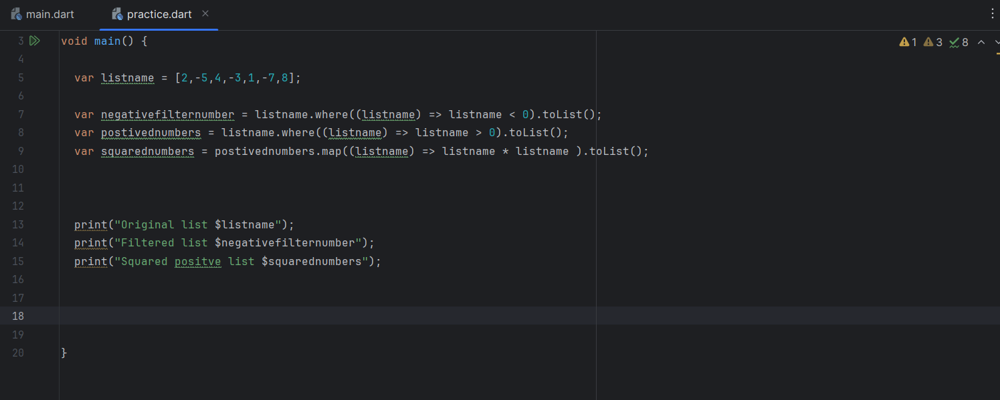 main.dart
practice.dart
3 void main() {
1 3 8
4
5 var listname = [2,-5,4,-3,1,-7,8];
6
7 var negativefilternumber = listname.where((listname) => listname < 0).toList();
8 var postivednumbers = listname.where((listname) => listname > 0).toList();
9 var squarednumbers = postivednumbers.map((listname) => listname * listname ).toList();
10
11
12
13 print("Original list $listname");
14 print("Filtered list $negativefilternumber");
15 print("Squared positve list $squarednumbers");
16
17
18
19
20 }